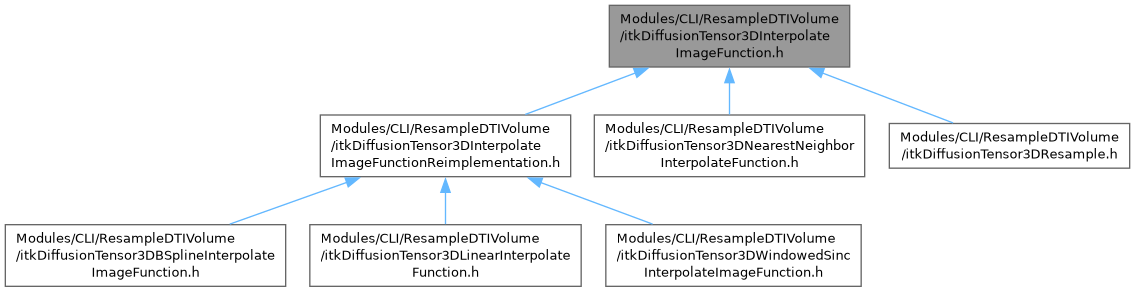 Modules/CLI/ResampleDTIVolume
/itkDiffusionTensor3DInterpolate
ImageFunction.h
Modules/CLI/ResampleDTIVolume
/itkDiffusionTensor3DInterpolate
ImageFunctionReimplementation.h
Modules/CLI/ResampleDTIVolume
/itkDiffusionTensor3DNearestNeighbor
InterpolateFunction.h
Modules/CLI/ResampleDTIVolume
/itkDiffusionTensor3DResample.h
Modules/CLI/ResampleDTIVolume
/itkDiffusionTensor3DBSplineInterpolate
ImageFunction.h
Modules/CLI/ResampleDTIVolume
/itkDiffusionTensor3DLinearInterpolate
Function.h
Modules/CLI/ResampleDTIVolume
/itkDiffusionTensor3DWindowedSinc
InterpolateImageFunction.h